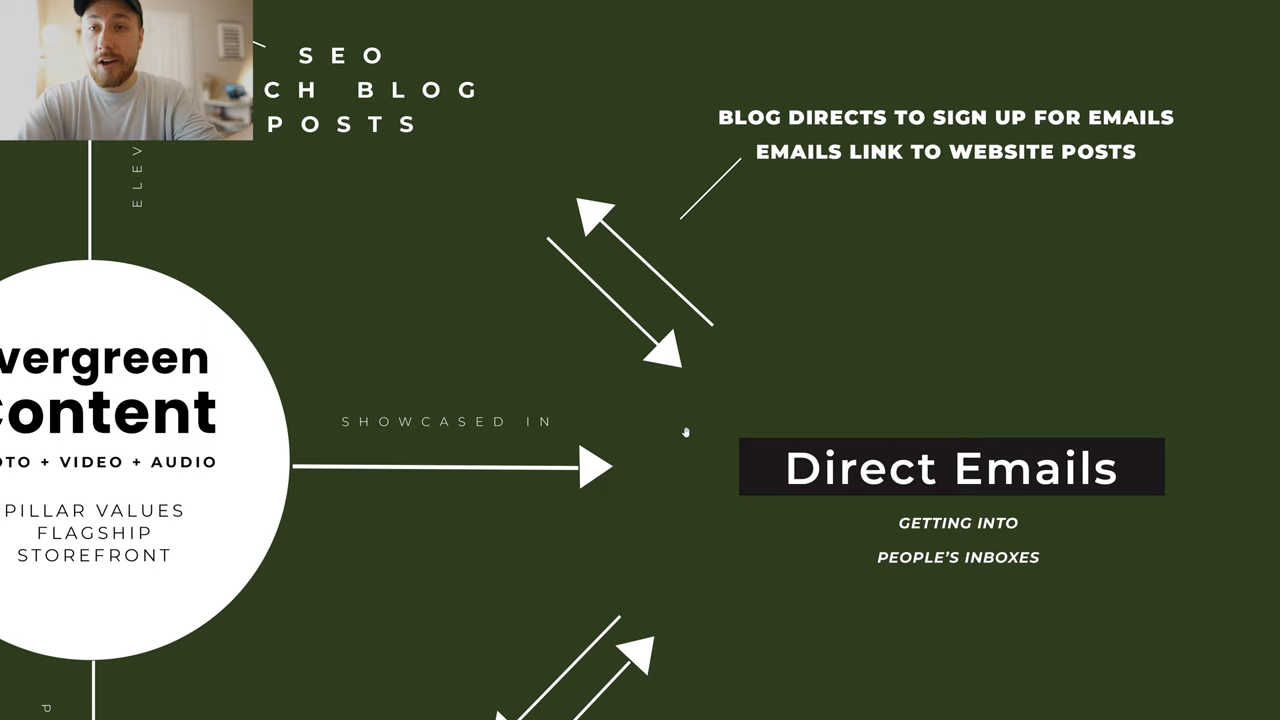 SEO
CH BLOG
POSTS
BLOG DIRECTS TO SIGN UP FOR EMAILS
EMAILS LINK TO WEBSITE POSTS
ELEV
vergreen
Content
OTO + VIDEO + AUDIO
PILLAR VALUES
FLAGSHIP
STOREFRONT
SHOWCASED IN
Direct Emails
GETTING INTO
PEOPLE'S INBOXES
P